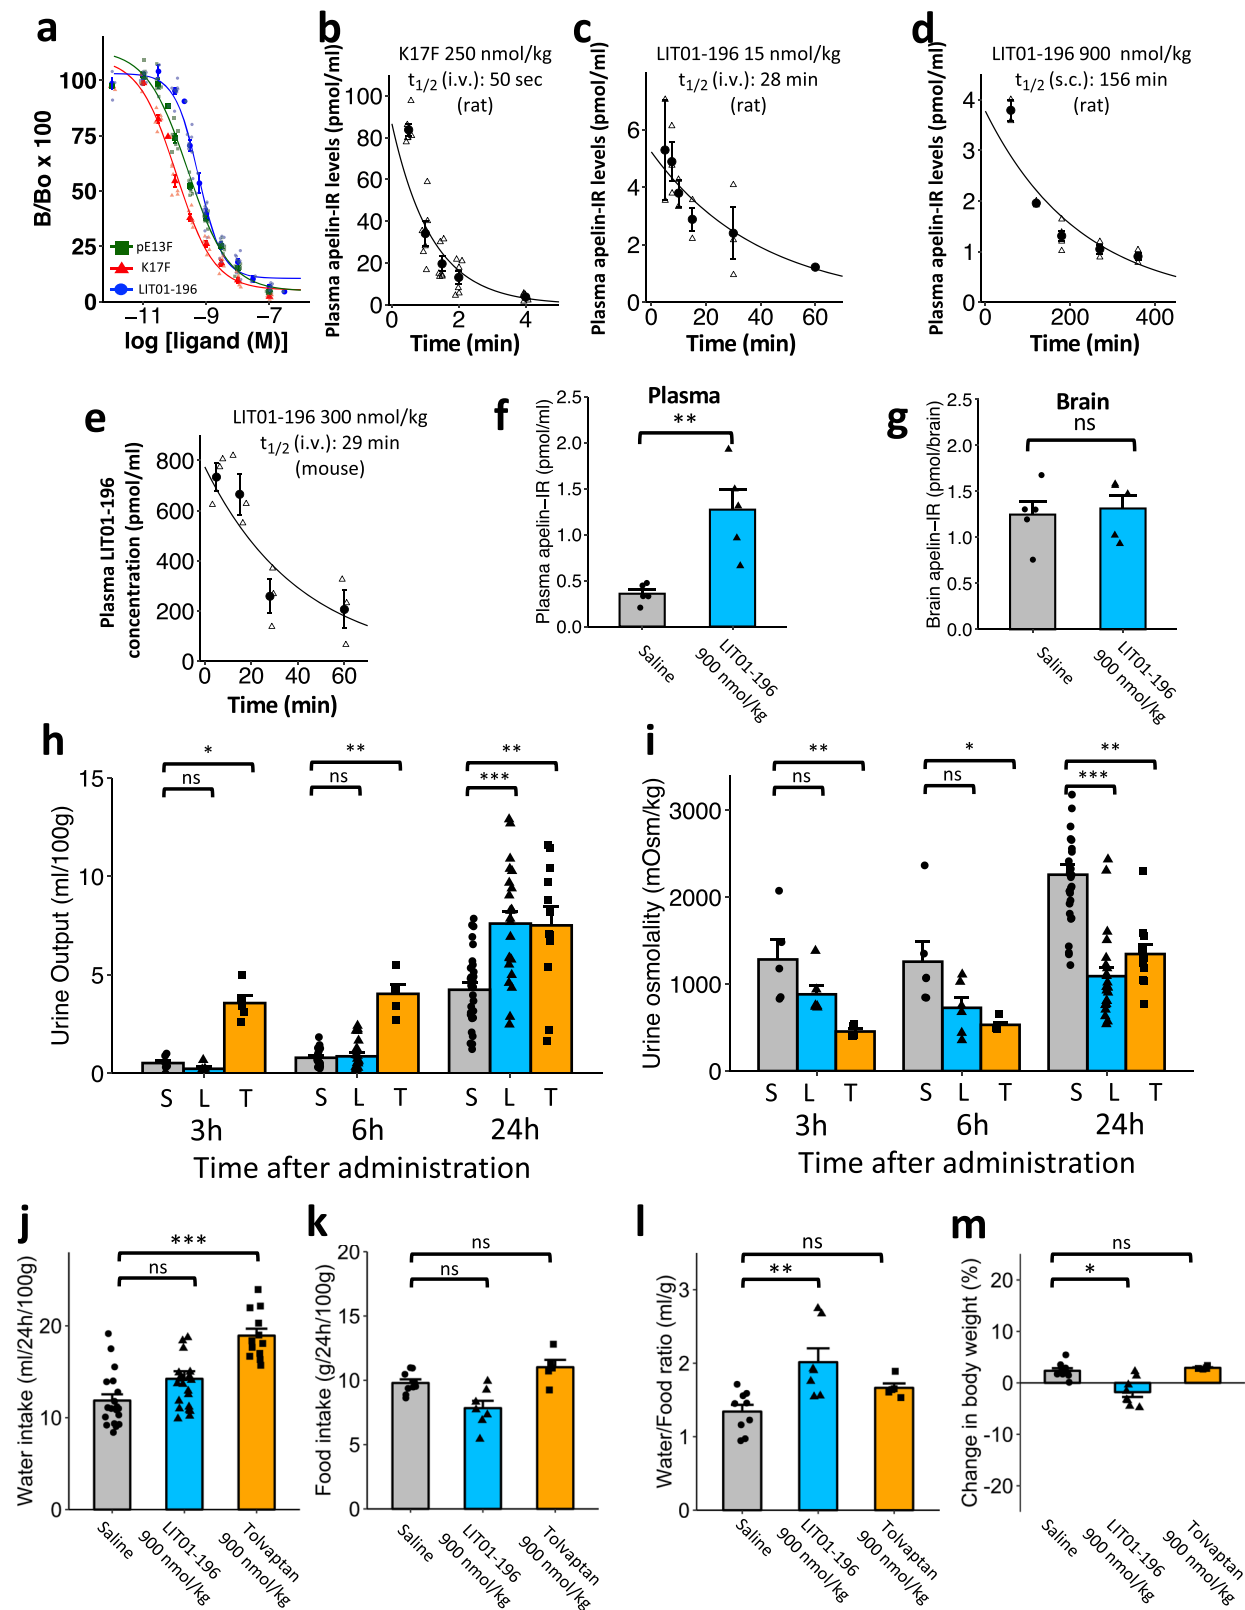 a
B/Bo x 100
100
75
50
25
0
pE13F
K17F
LIT01-196
−11
−9
−7
log [ligand (M)]
b
K17F 250 nmol/kg
t1/2 (i.v.): 50 sec
(rat)
Plasma apelin-IR levels (pmol/ml)
100
80
60
40
20
0
0
2
4
Time (min)
c
LIT01-196 15 nmol/kg
t1/2 (i.v.): 28 min
(rat)
Plasma apelin-IR levels (pmol/ml)
6
4
2
0
0
20
40
60
Time (min)
d
LIT01-196 900 nmol/kg
t1/2 (s.c.): 156 min
(rat)
Plasma apelin-IR levels (pmol/ml)
4
3
2
1
0
0
200
400
Time (min)
e
LIT01-196 300 nmol/kg
t1/2 (i.v.): 29 min
(mouse)
Plasma LIT01-196
concentration (pmol/ml)
800
600
400
200
0
0
20
40
60
Time (min)
f
Plasma
**
Plasma apelin−IR (pmol/ml)
2.5
2.0
1.5
1.0
0.5
0.0
Saline
LIT01-196
900 nmol/kg
g
Brain
ns
Brain apelin−IR (pmol/brain)
2.5
2.0
1.5
1.0
0.5
0.0
Saline
LIT01-196
900 nmol/kg
h
* ** **
ns ns ***
Urine Output (ml/100g)
15
10
5
0
S L T S L T S L T
3h 6h 24h
Time after administration
i
** * **
ns ns ***
Urine osmolality (mOsm/kg)
3000
2000
1000
0
S L T S L T S L T
3h 6h 24h
Time after administration
j
***
ns
Water intake (ml/24h/100g)
20
10
0
Saline
LIT01-196
900 nmol/kg
Tolvaptan
900 nmol/kg
k
ns
ns
Food intake (g/24h/100g)
20
15
10
5
0
Saline
LIT01-196
900 nmol/kg
Tolvaptan
900 nmol/kg
l
ns
**
Water/Food ratio (ml/g)
3
2
1
0
Saline
LIT01-196
900 nmol/kg
Tolvaptan
900 nmol/kg
m
ns
*
Change in body weight (%)
20
10
0
-10
-20
Saline
LIT01-196
900 nmol/kg
Tolvaptan
900 nmol/kg